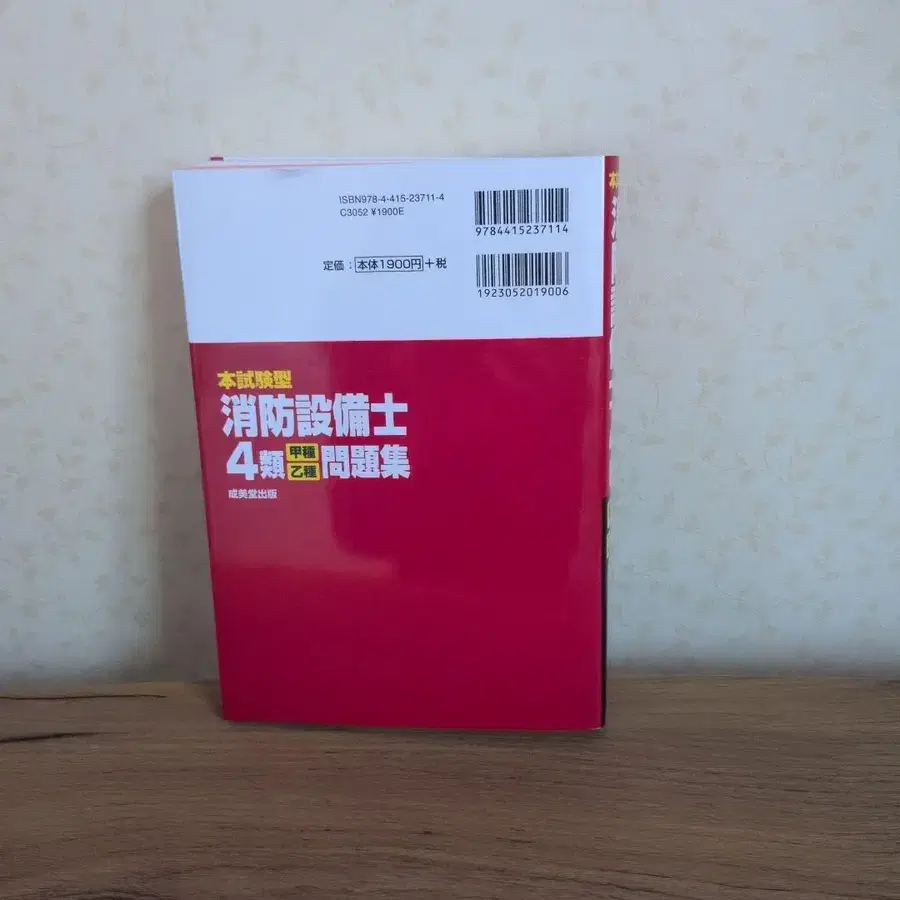 ISBN978-4-415-23711-4
C3052 ¥1900E
9784415237114
定価：本体1900円＋税
1923052019006
本試験型
消防設備士
4類 甲種 乙種 問題集
成美堂出版